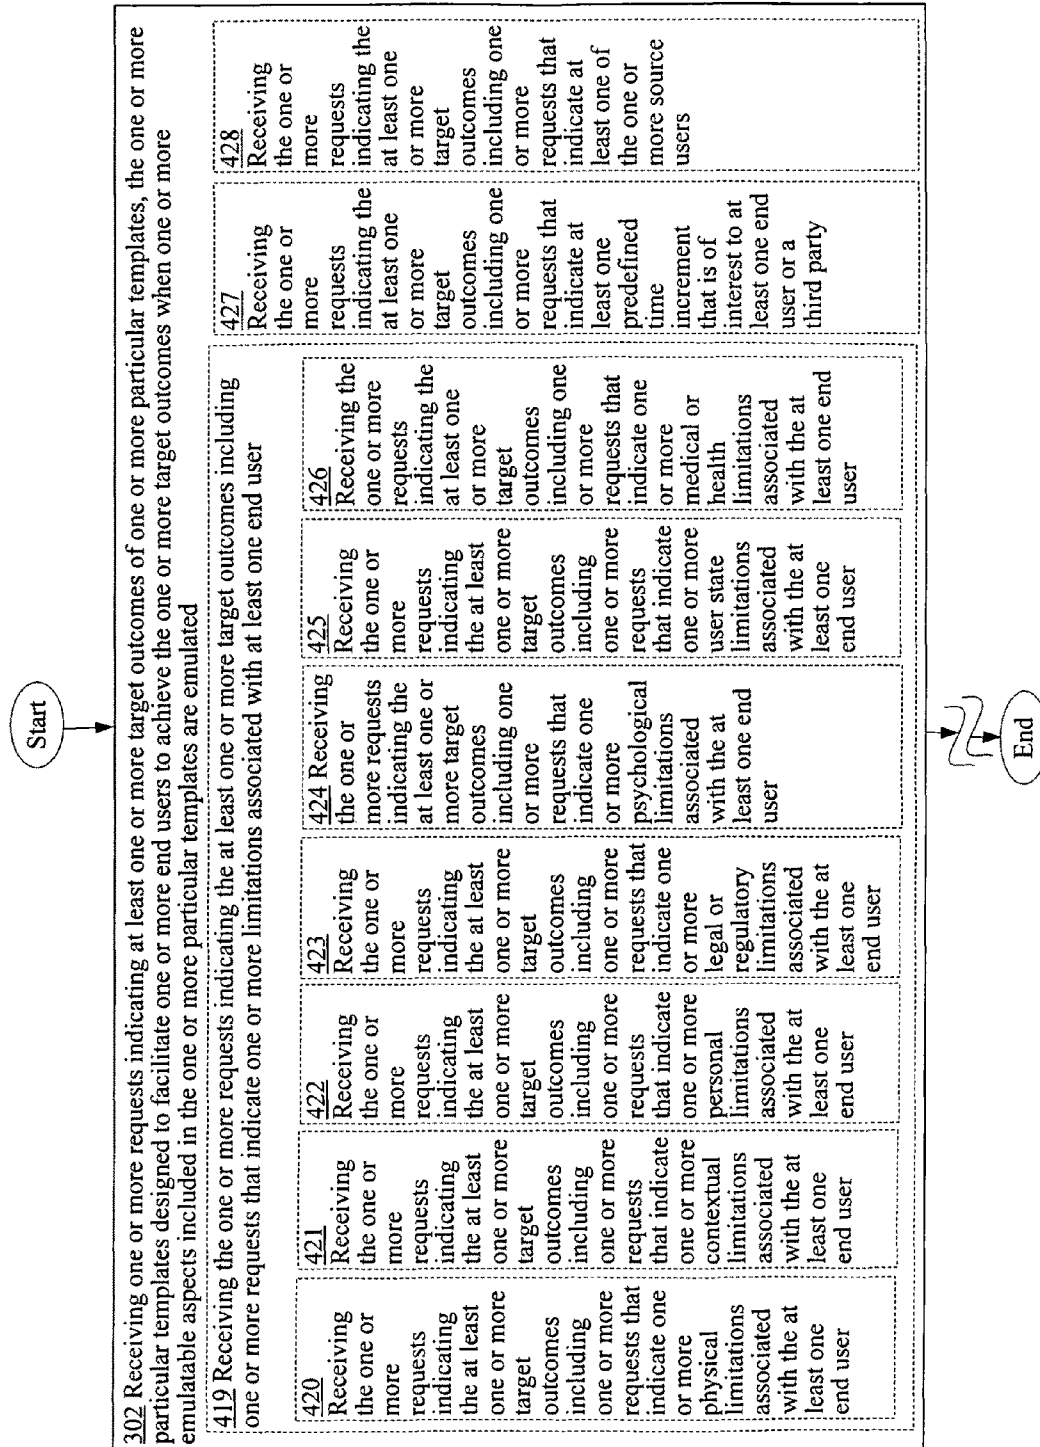 Start
302 Receiving one or more requests indicating at least one or more target outcomes of one or more particular templates, the one or more
particular templates designed to facilitate one or more end users to achieve the one or more target outcomes when one or more
emulatable aspects included in the one or more particular templates are emulated
419 Receiving the one or more requests indicating the at least one or more target outcomes including
one or more requests that indicate one or more limitations associated with at least one end user
420
Receiving
the one or
more
requests
indicating
the at least
one or more
target
outcomes
including
one or more
requests that
indicate one
or more
physical
limitations
associated
with the at
least one
end user
421
Receiving
the one or
more
requests
indicating
the at least
one or more
target
outcomes
including
one or more
requests
that indicate
one or more
contextual
limitations
associated
with the at
least one
end user
422
Receiving
the one or
more
requests
indicating
the at least
one or more
target
outcomes
including
one or more
requests
that indicate
one or more
personal
limitations
associated
with the at
least one
end user
423
Receiving
the one or
more
requests
indicating
the at least
one or more
target
outcomes
including
one or more
requests that
indicate one
or more
legal or
regulatory
limitations
associated
with the at
least one
end user
424 Receiving
the one or
more requests
indicating the
at least one or
more target
outcomes
including one
or more
requests that
indicate one
or more
psychological
limitations
associated
with the at
least one end
user
425
Receiving
the one or
more
requests
indicating
the at least
one or more
target
outcomes
including
one or more
requests
that indicate
one or more
user state
limitations
associated
with the at
least one
end user
426
Receiving the
one or more
requests
indicating the
at least one
or more
target
outcomes
including one
or more
requests that
indicate one
or more
medical or
health
limitations
associated
with the at
least one end
user
427
Receiving
the one or
more
requests
indicating the
at least one
or more
target
outcomes
including one
or more
requests that
indicate at
least one
predefined
time
increment
that is of
interest to at
least one end
user or a
third party
428
Receiving
the one or
more
requests
indicating the
at least one
or more
target
outcomes
including one
or more
requests that
indicate at
least one of
the one or
more source
users
End